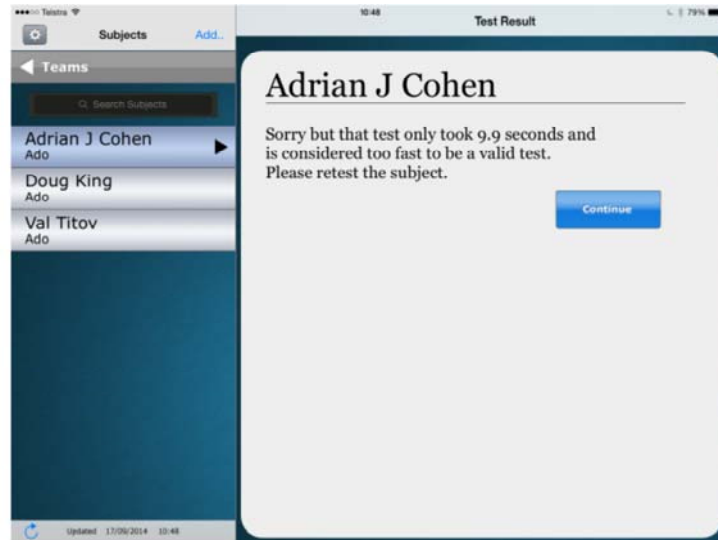 Telstra
10:48
79%
Subjects
Add..
Test Result
Teams
Search Subjects
Adrian J Cohen
Ado
Doug King
Ado
Val Titov
Ado
Updated 17/09/2014 10:48
Adrian J Cohen
Sorry but that test only took 9.9 seconds and
is considered too fast to be a valid test.
Please retest the subject.
Continue